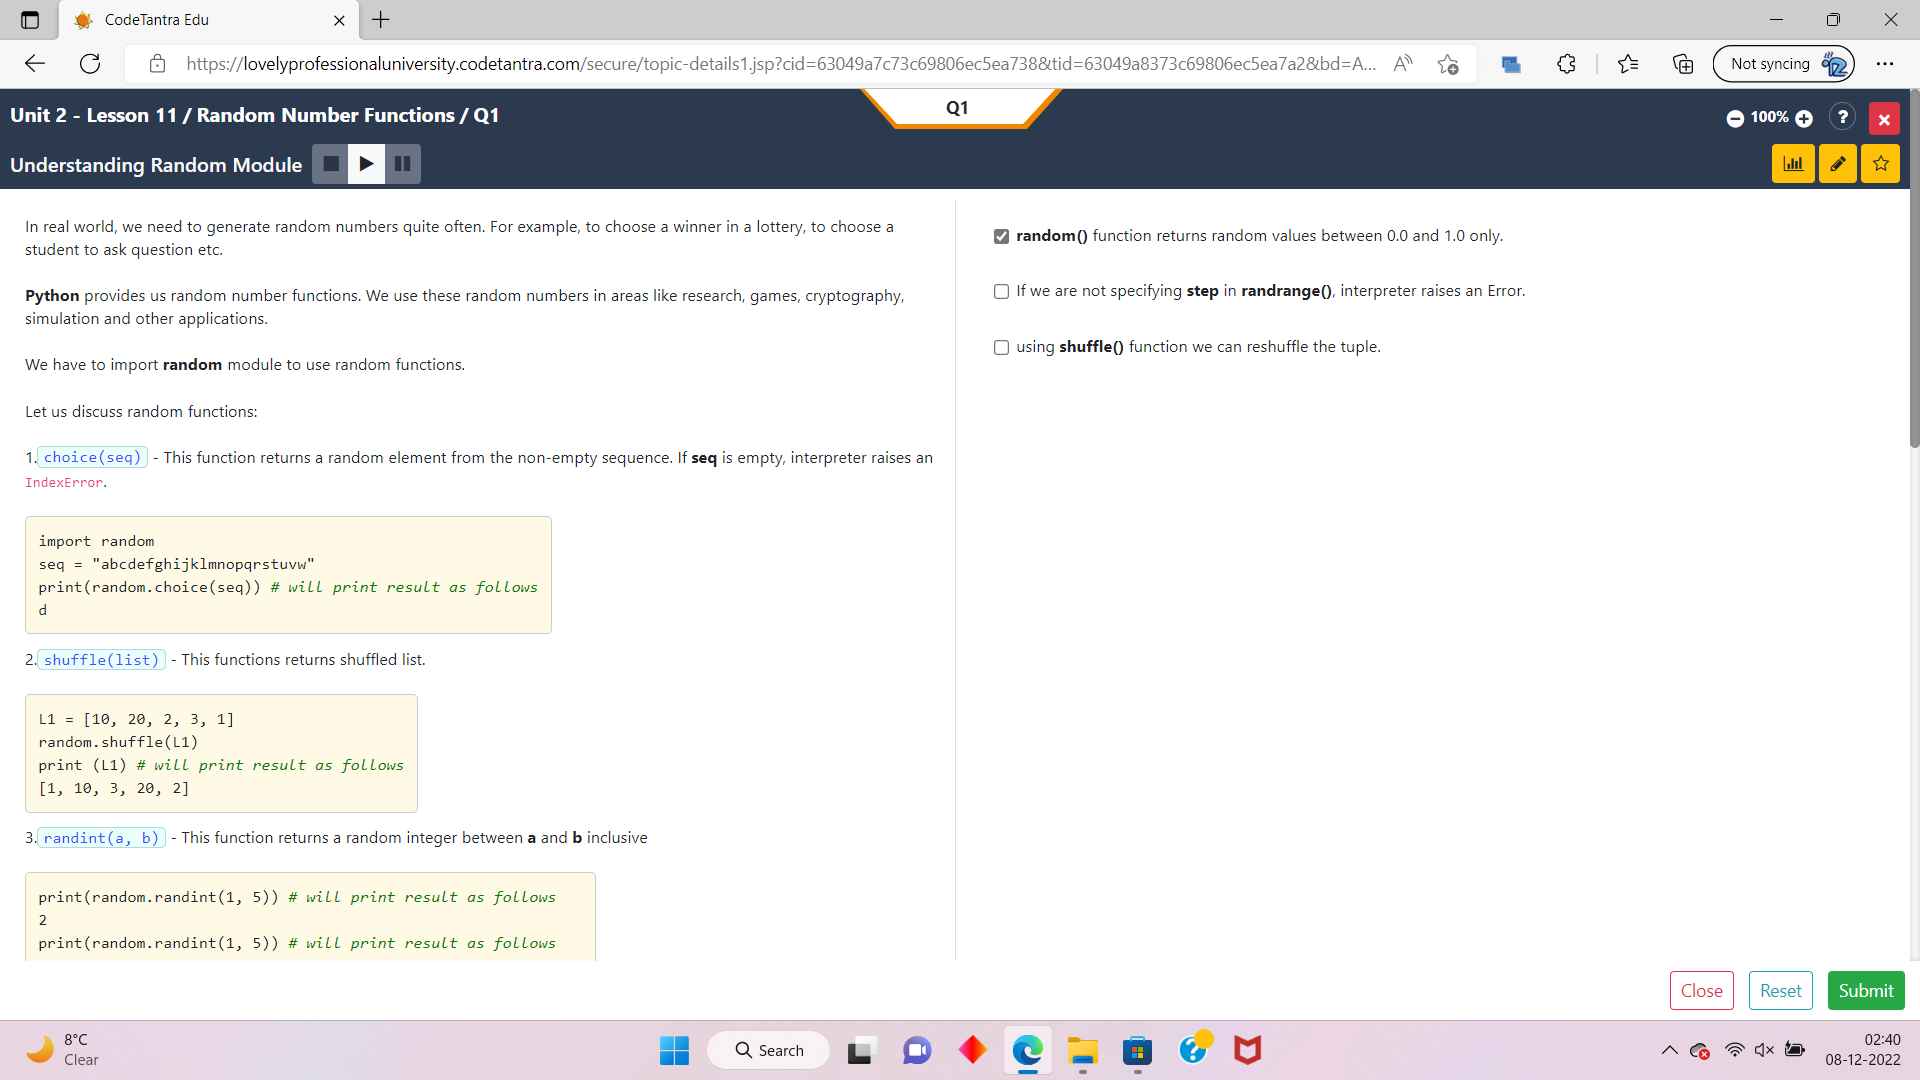 CodeTantra Edu
https://lovelyprofessionaluniversity.codetantra.com/secure/topic-details1.jsp?cid=63049a7c73c69806ec5ea738&tid=63049a8373c69806ec5ea7a2&bd=A...
Not syncing
Unit 2 - Lesson 11 / Random Number Functions / Q1
Q1
100%
?
Understanding Random Module
In real world, we need to generate random numbers quite often. For example, to choose a winner in a lottery, to choose a
student to ask question etc.
Python provides us random number functions. We use these random numbers in areas like research, games, cryptography,
simulation and other applications.
We have to import random module to use random functions.
Let us discuss random functions:
1. choice(seq) - This function returns a random element from the non-empty sequence. If seq is empty, interpreter raises an
IndexError.
import random
seq = "abcdefghijklmnopqrstuvw"
print(random.choice(seq)) # will print result as follows
d
2. shuffle(list) - This functions returns shuffled list.
L1 = [10, 20, 2, 3, 1]
random.shuffle(L1)
print (L1) # will print result as follows
[1, 10, 3, 20, 2]
3. randint(a, b) - This function returns a random integer between a and b inclusive
print(random.randint(1, 5)) # will print result as follows
2
print(random.randint(1, 5)) # will print result as follows
random() function returns random values between 0.0 and 1.0 only.
If we are not specifying step in randrange(), interpreter raises an Error.
using shuffle() function we can reshuffle the tuple.
Close
Reset
Submit
8°C
Clear
Search
02:40
08-12-2022